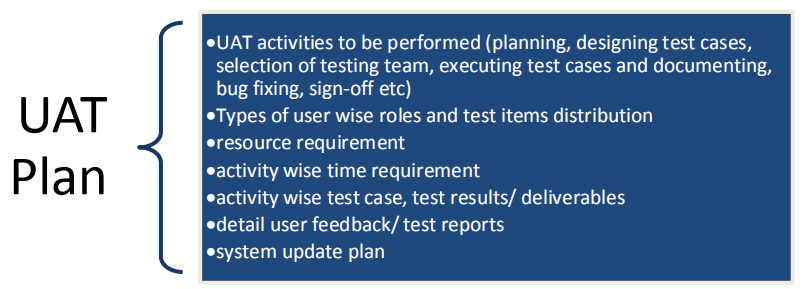 UAT
Plan
•UAT activities to be performed (planning, designing test cases,
selection of testing team, executing test cases and documenting,
bug fixing, sign-off etc)
•Types of user wise roles and test items distribution
•resource requirement
•activity wise time requirement
•activity wise test case, test results/ deliverables
•detail user feedback/ test reports
•system update plan